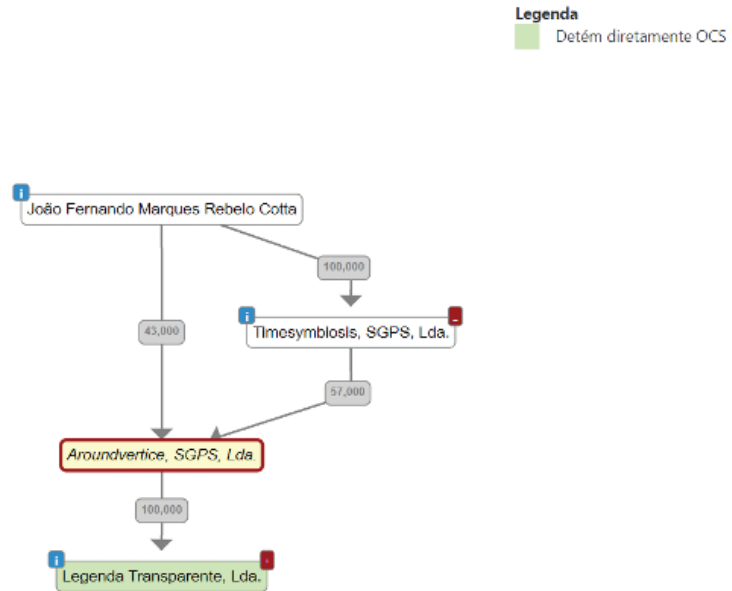 Legenda
Detém diretamente OCS
i
João Fernando Marques Rebelo Cotta
100,000
i
-
Timesymbiosis, SGPS, Lda.
43,000
57,000
Aroundvertice, SGPS, Lda.
100,000
i
-
Legenda Transparente, Lda.